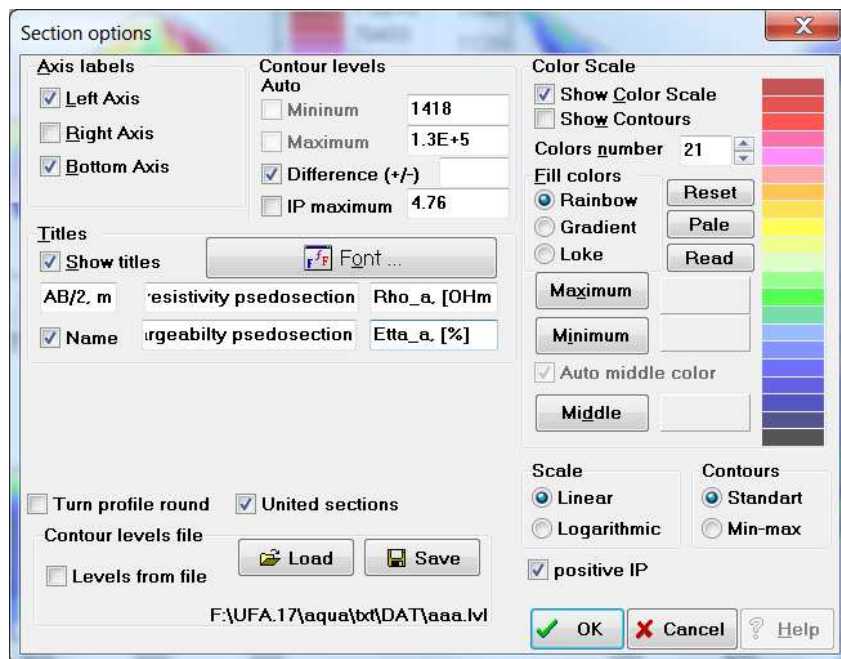 Section options
Axis labels
Left Axis
Right Axis
Bottom Axis
Contour levels
Auto
Mininum 1418
Maximum 1.3E+5
Difference (+/-)
IP maximum 4.76
Titles
Show titles
Font ...
AB/2, m resistivity psedosection Rho_a, [OHm
Name argeabilty psedosection Etta_a, [%]
Color Scale
Show Color Scale
Show Contours
Colors number 21
Fill colors
Rainbow
Gradient
Loke
Reset
Pale
Read
Maximum
Minimum
Auto middle color
Middle
Turn profile round
United sections
Contour levels file
Levels from file
Load
Save
F:\UFA.17\aqua\txt\DAT\aaa.lvl
Scale
Linear
Logarithmic
Contours
Standart
Min-max
positive IP
OK
Cancel
Help